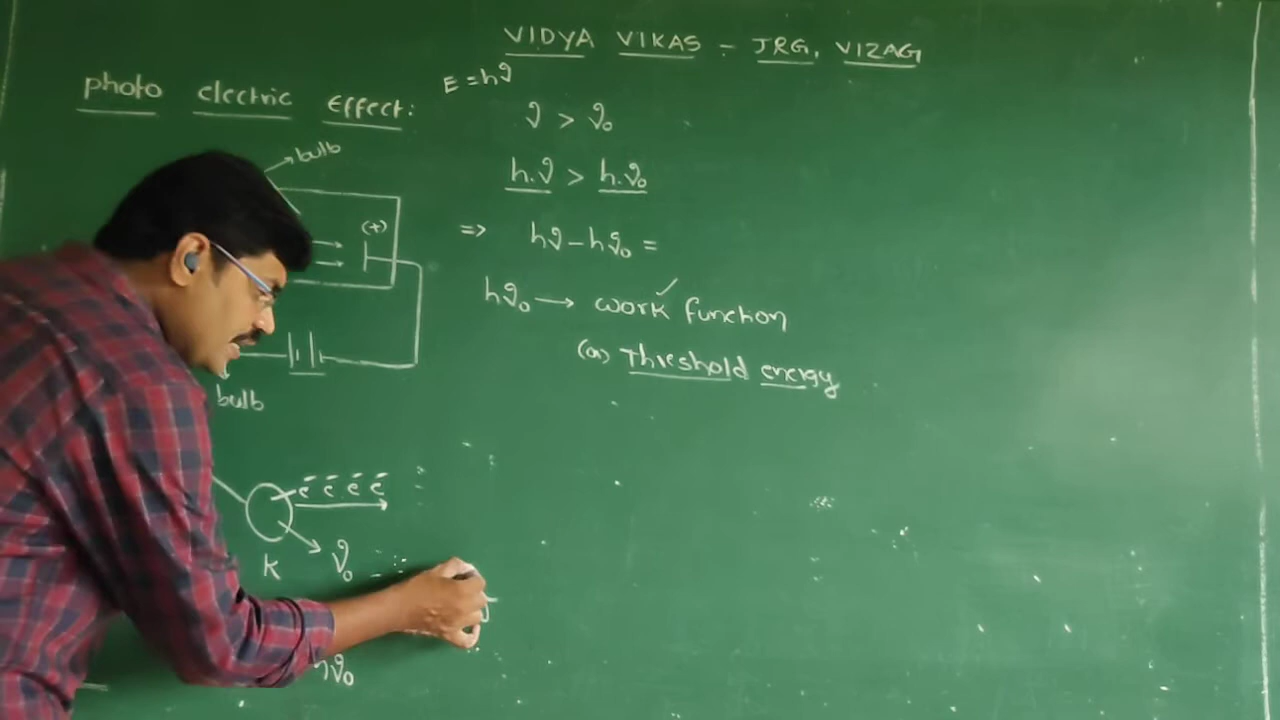 VIDYA VIKAS - JRG, VIZAG
photo electric Effect:
E = hν
ν > ν₀
h.ν > h.ν₀
⇒ hν - hν₀ =
hν₀ → work function
(or) Threshold energy
bulb
(+)
bulb
e⁻ e⁻ e⁻ e⁻
K
ν₀
hν₀